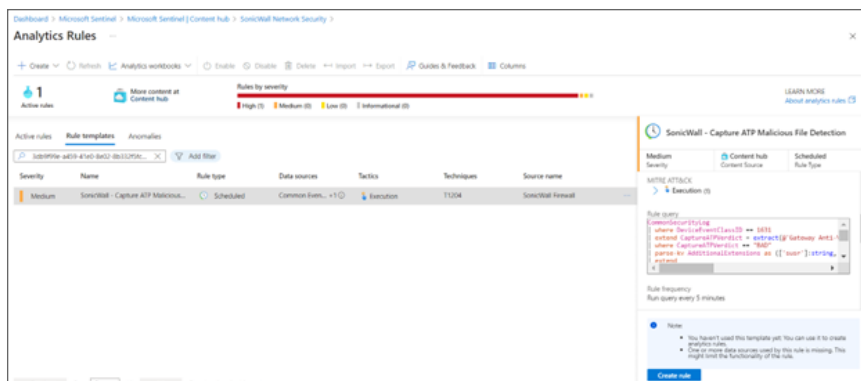 Dashboard > Microsoft Sentinel > Microsoft Sentinel | Content hub > SonicWall Network Security >
Analytics Rules ...
+ Create Refresh Analytics workbooks Enable Disable Delete Import Export Guides & Feedback Columns
1
Active rules
More content at
Content hub
Rules by severity
High (1) Medium (0) Low (0) Informational (0)
LEARN MORE
About analytics rules
Active rules Rule templates Anomalies
Add filter
Severity Name Rule type Data sources Tactics Techniques Source name
Medium SonicWall - Capture ATP Malicious... Scheduled Common Even... +1 Execution T1204 SonicWall Firewall ...
SonicWall - Capture ATP Malicious File Detection
Medium Content hub Scheduled
Severity Content Source Rule Type
MITRE ATT&CK
Execution (1)
Rule query
CommonSecurityLog
| where DeviceEventClassID == 1431
| extend CaptureATPVerdict = extract(@'Gateway Anti-
| where CaptureATPVerdict == "BAD"
| parse-kv AdditionalExtensions as (['suser']:string,
| extend
Rule frequency
Run query every 5 minutes
Note:
• You haven't used this template yet; You can use it to create
analytics rules.
• One or more data sources used by this rule is missing. This
might limit the functionality of the rule.
Create rule